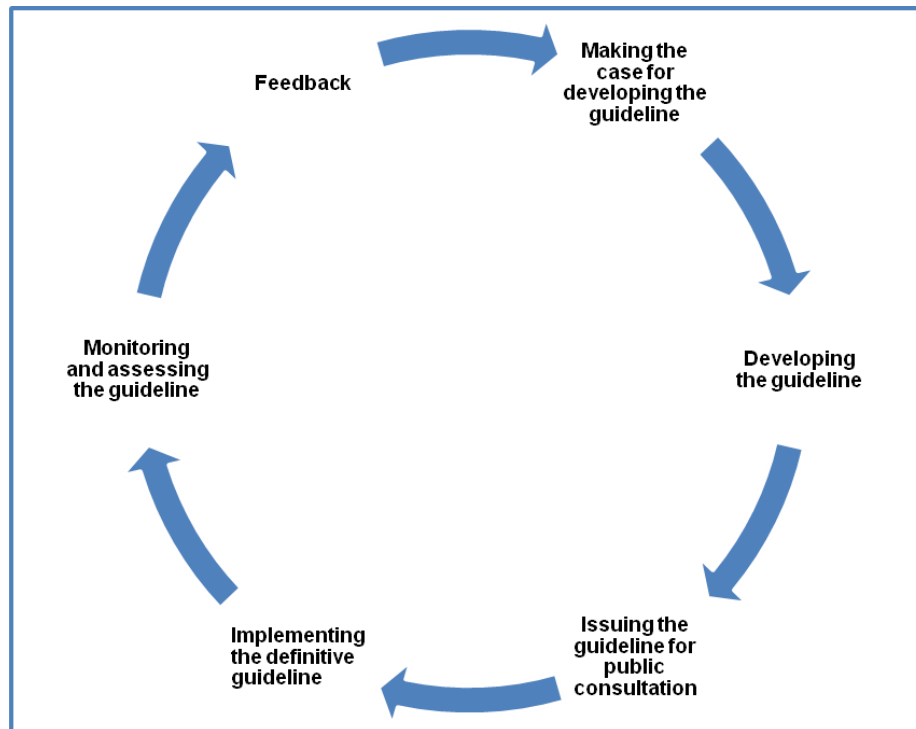 Making the
case for
developing the
guideline
Developing
the guideline
Issuing the
guideline for
public
consultation
Implementing
the definitive
guideline
Monitoring
and assessing
the guideline
Feedback